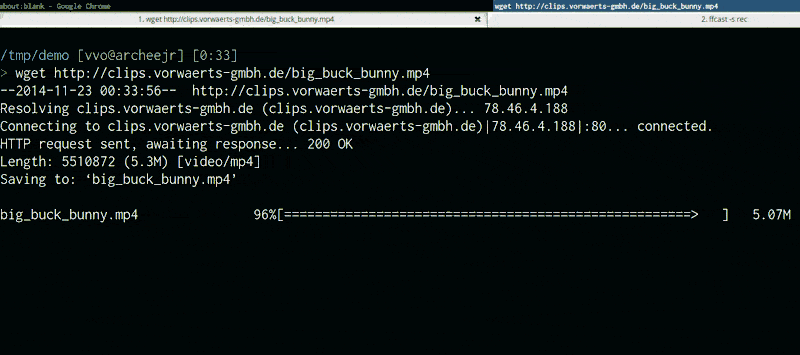 about:blank - Google Chrome
wget http://clips.vorwaerts-gmbh.de/big_buck_bunny.mp4
1. wget http://clips.vorwaerts-gmbh.de/big_buck_bunny.mp4 ✖
2. ffcast -s rec
/tmp/demo [vvo@archeejr] [0:33]
> wget http://clips.vorwaerts-gmbh.de/big_buck_bunny.mp4
--2014-11-23 00:33:56--  http://clips.vorwaerts-gmbh.de/big_buck_bunny.mp4
Resolving clips.vorwaerts-gmbh.de (clips.vorwaerts-gmbh.de)... 78.46.4.188
Connecting to clips.vorwaerts-gmbh.de (clips.vorwaerts-gmbh.de)|78.46.4.188|:80... connected.
HTTP request sent, awaiting response... 200 OK
Length: 5510872 (5.3M) [video/mp4]
Saving to: ‘big_buck_bunny.mp4’
big_buck_bunny.mp4 96%[=====================================================> ] 5.07M